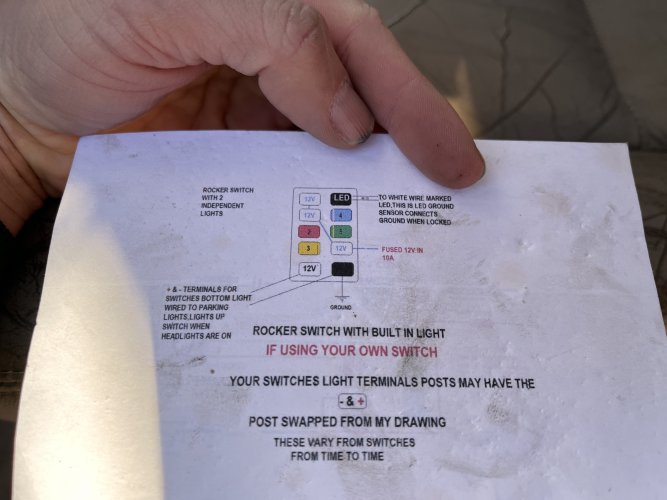 ROCKER SWITCH
WITH 2
INDEPENDENT
LIGHTS
12V
LED
12V
4
2
5
3
12V
12V
TO WHITE WIRE MARKED
LED,THIS IS LED GROUND
SENSOR CONNECTS
GROUND WHEN LOCKED
FUSED 12V IN
10A
+ & - TERMINALS FOR
SWITCHES BOTTOM LIGHT
WIRED TO PARKING
LIGHTS,LIGHTS UP
SWITCH WHEN
HEADLIGHTS ARE ON
GROUND
ROCKER SWITCH WITH BUILT IN LIGHT
IF USING YOUR OWN SWITCH
YOUR SWITCHES LIGHT TERMINALS POSTS MAY HAVE THE
- & +
POST SWAPPED FROM MY DRAWING
THESE VARY FROM SWITCHES
FROM TIME TO TIME